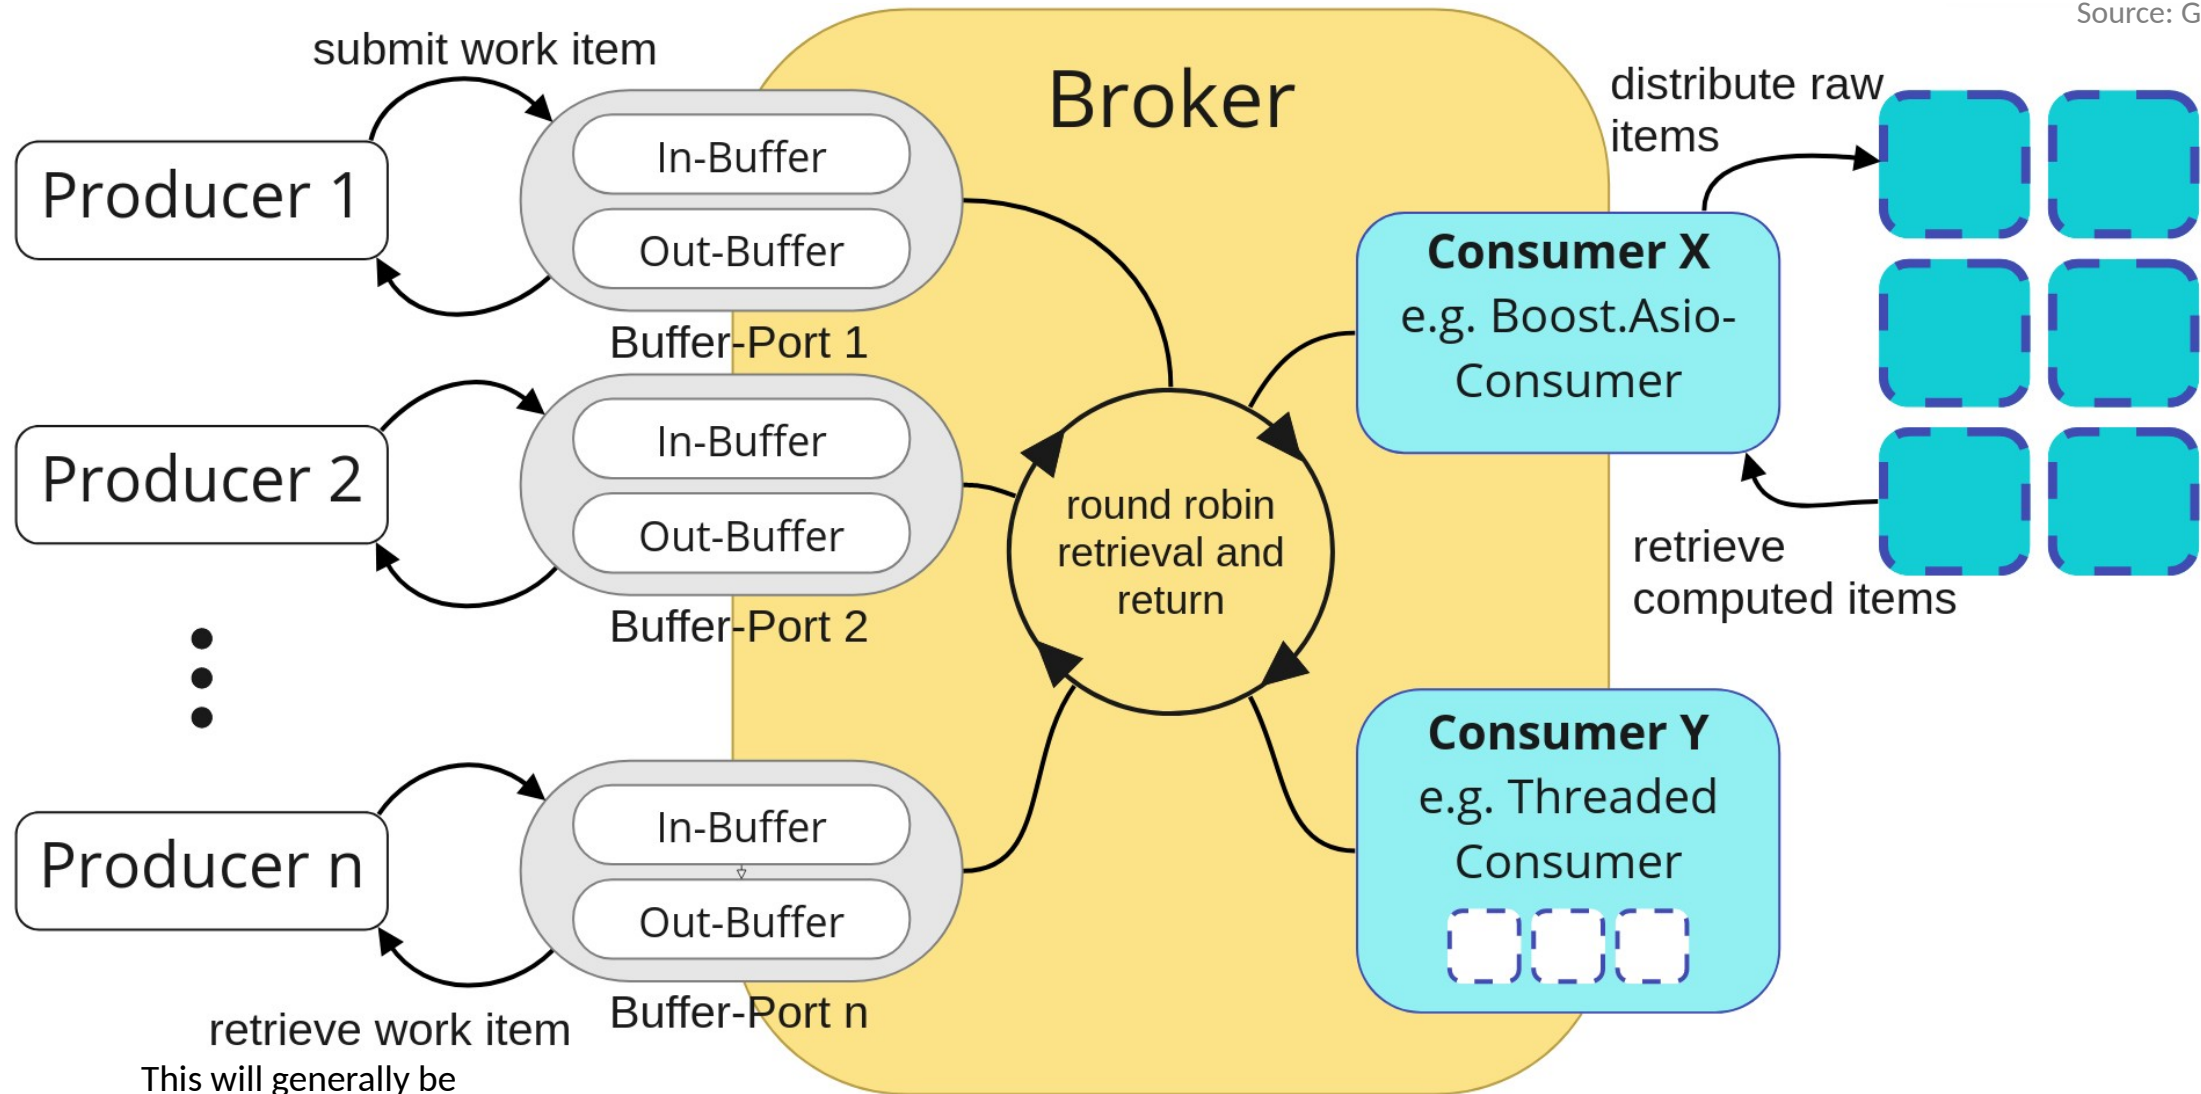 Source: G
submit work item
Broker
distribute raw
items
Producer 1
In-Buffer
Out-Buffer
Buffer-Port 1
Consumer X
e.g. Boost.Asio-
Consumer
Producer 2
In-Buffer
Out-Buffer
Buffer-Port 2
round robin
retrieval and
return
retrieve
computed items
Consumer Y
e.g. Threaded
Consumer
Producer n
In-Buffer
Out-Buffer
Buffer-Port n
retrieve work item
This will generally be